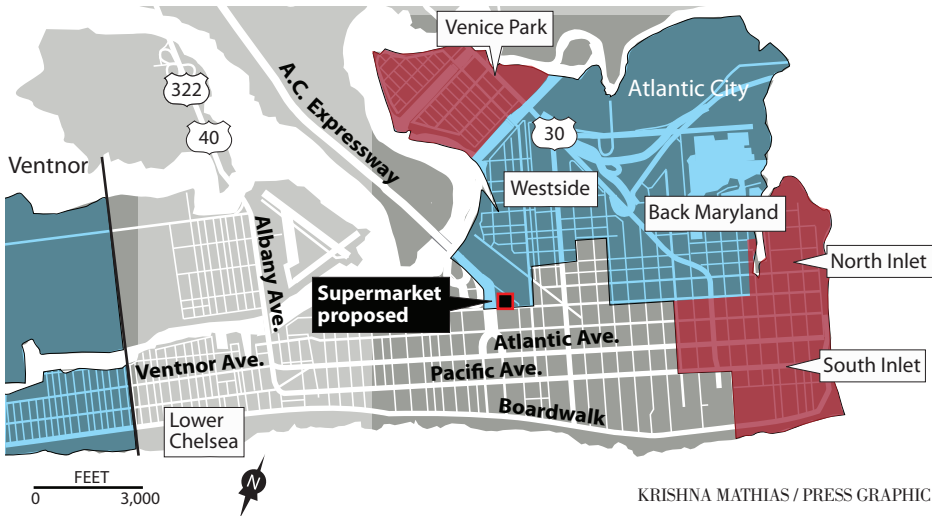 Venice Park
322
A.C. Expressway
Atlantic City
40
30
Ventnor
Westside
Back Maryland
Albany Ave.
North Inlet
Supermarket
proposed
Atlantic Ave.
Ventnor Ave.
Pacific Ave.
South Inlet
Boardwalk
Lower
Chelsea
FEET
0 3,000
N
KRISHNA MATHIAS / PRESS GRAPHIC